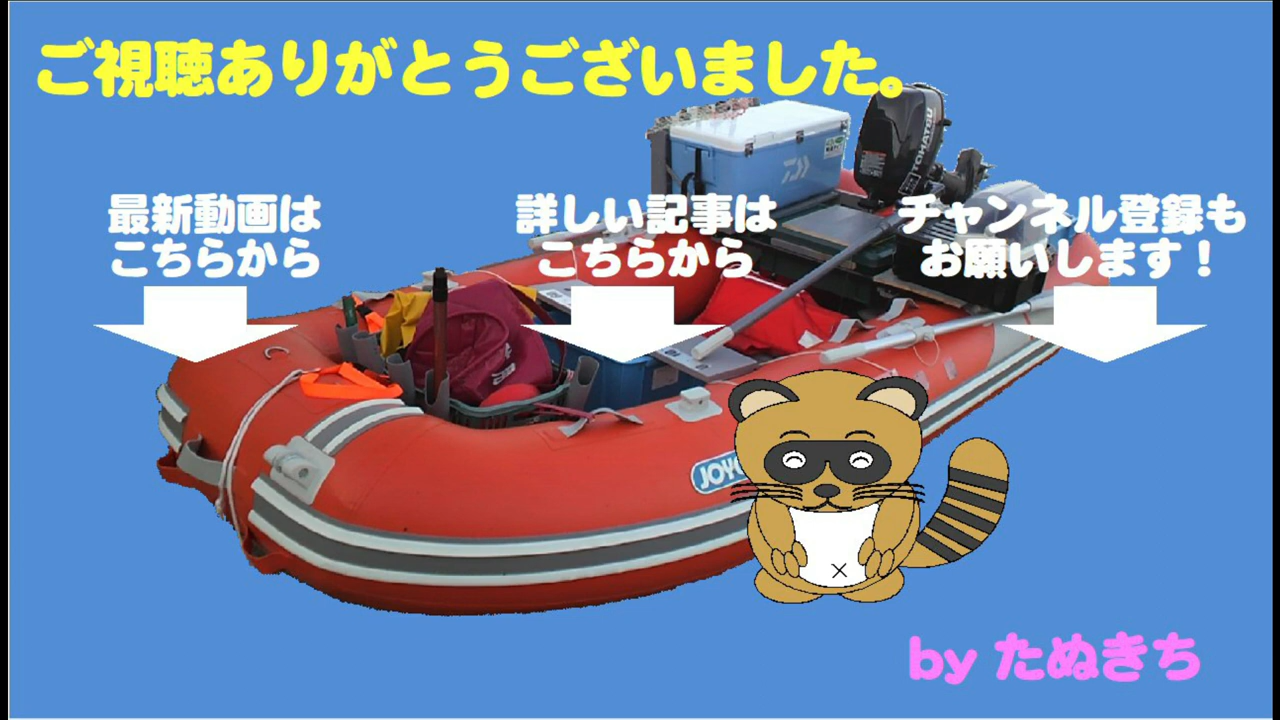 ご視聴ありがとうございました。
最新動画は
こちらから
詳しい記事は
こちらから
チャンネル登録も
お願いします！
TOHATSU
by たぬきち